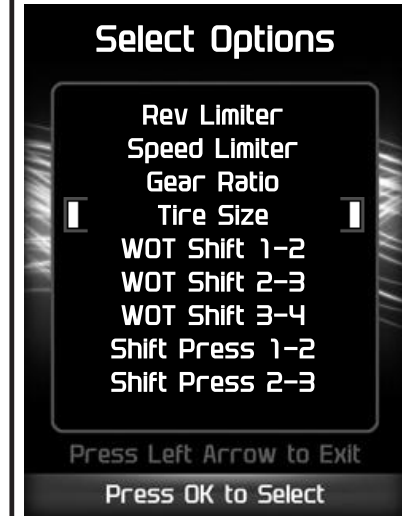 Select Options
Rev Limiter
Speed Limiter
Gear Ratio
Tire Size
WOT Shift 1-2
WOT Shift 2-3
WOT Shift 3-4
Shift Press 1-2
Shift Press 2-3
Press Left Arrow to Exit
Press OK to Select